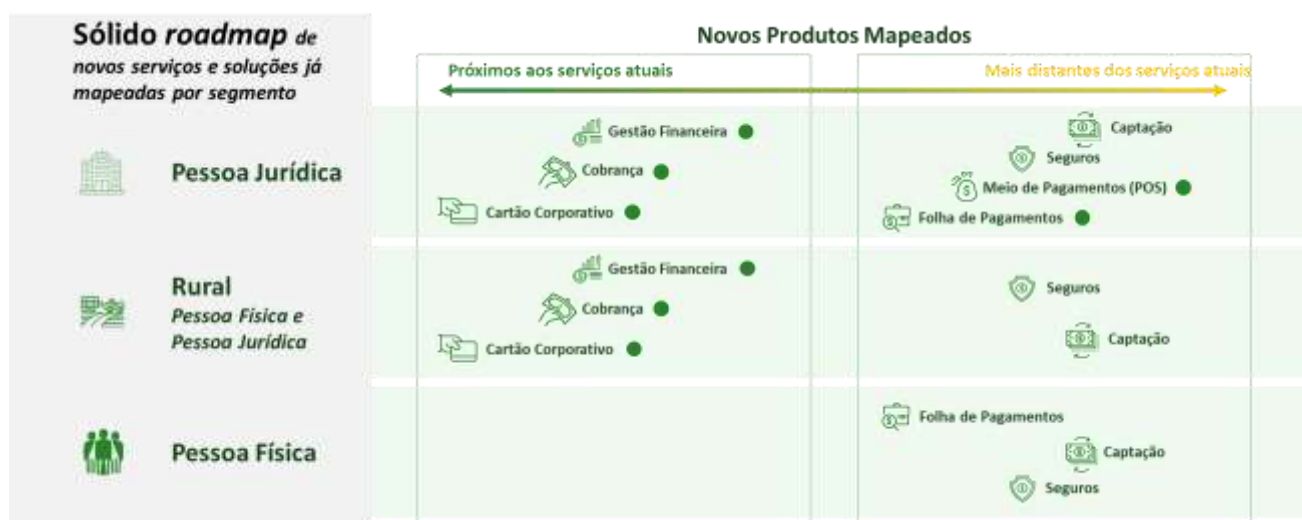 Sólido roadmap de
novos serviços e soluções já
mapeadas por segmento
Novos Produtos Mapeados
Próximos aos serviços atuais
Mais distantes dos serviços atuais
Pessoa Jurídica
Gestão Financeira
Cobrança
Cartão Corporativo
Captação
Seguros
Meio de Pagamentos (POS)
Folha de Pagamentos
Rural
Pessoa Física e
Pessoa Jurídica
Gestão Financeira
Cobrança
Cartão Corporativo
Seguros
Captação
Pessoa Física
Folha de Pagamentos
Captação
Seguros